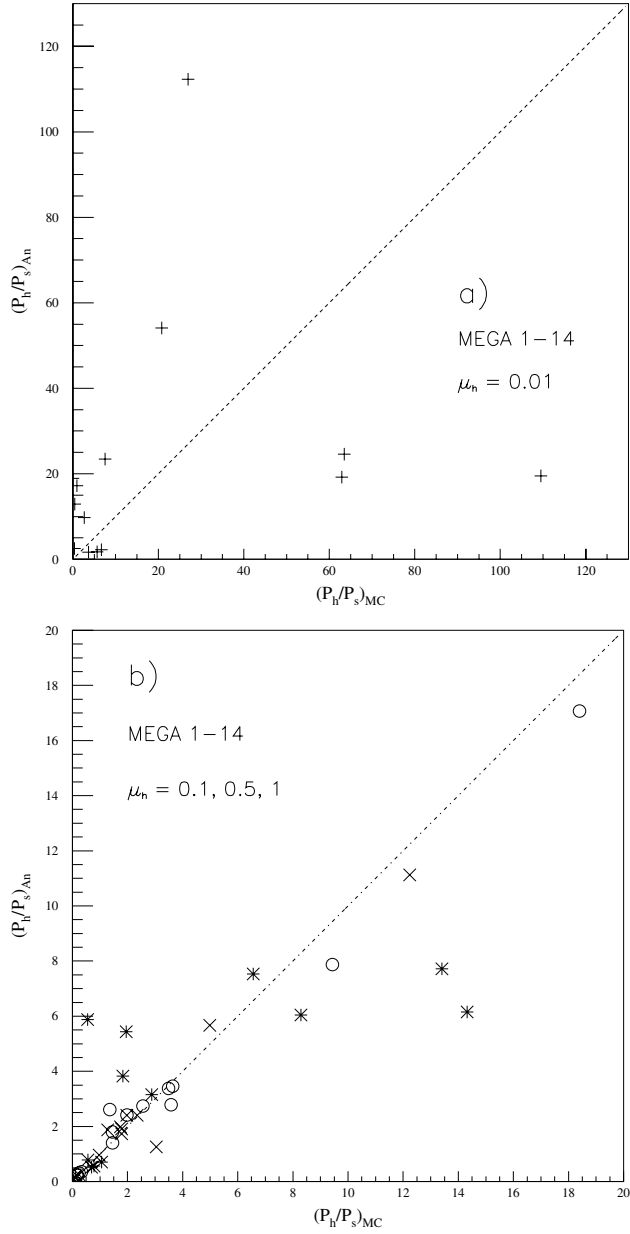 120
100
80
60
40
20
0
(P_h/P_s)_An
a)
MEGA 1-14
μ_h = 0.01
0 20 40 60 80 100 120
(P_h/P_s)_MC
20
18
16
14
12
10
8
6
4
2
0
(P_h/P_s)_An
b)
MEGA 1-14
μ_h = 0.1, 0.5, 1
0 2 4 6 8 10 12 14 16 18 20
(P_h/P_s)_MC